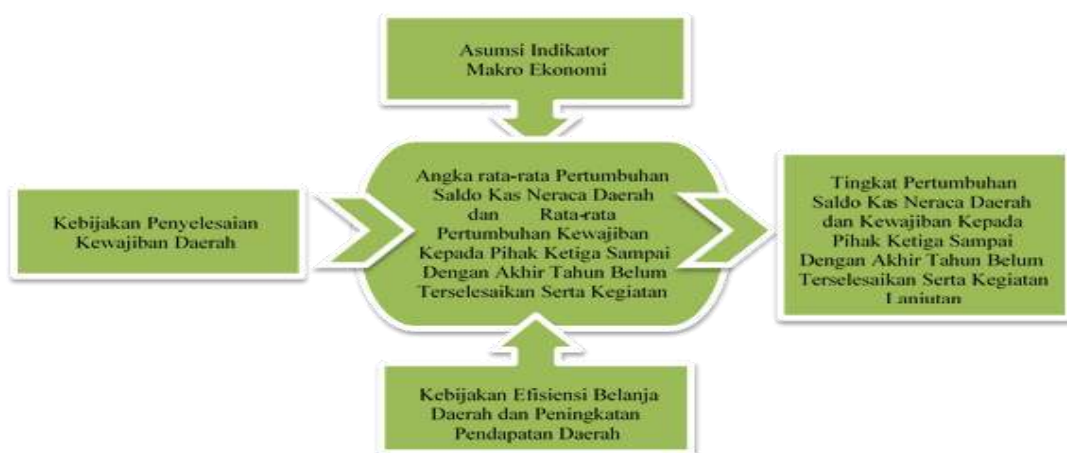 Asumsi Indikator
Makro Ekonomi
Kebijakan Penyelesaian
Kewajiban Daerah
Angka rata-rata Pertumbuhan
Saldo Kas Neraca Daerah
dan Rata-rata
Pertumbuhan Kewajiban
Kepada Pihak Ketiga Sampai
Dengan Akhir Tahun Belum
Terselesaikan Serta Kegiatan
Tingkat Pertumbuhan
Saldo Kas Neraca Daerah
dan Kewajiban Kepada
Pihak Ketiga Sampai
Dengan Akhir Tahun Belum
Terselesaikan Serta Kegiatan
Lanjutan
Kebijakan Efisiensi Belanja
Daerah dan Peningkatan
Pendapatan Daerah